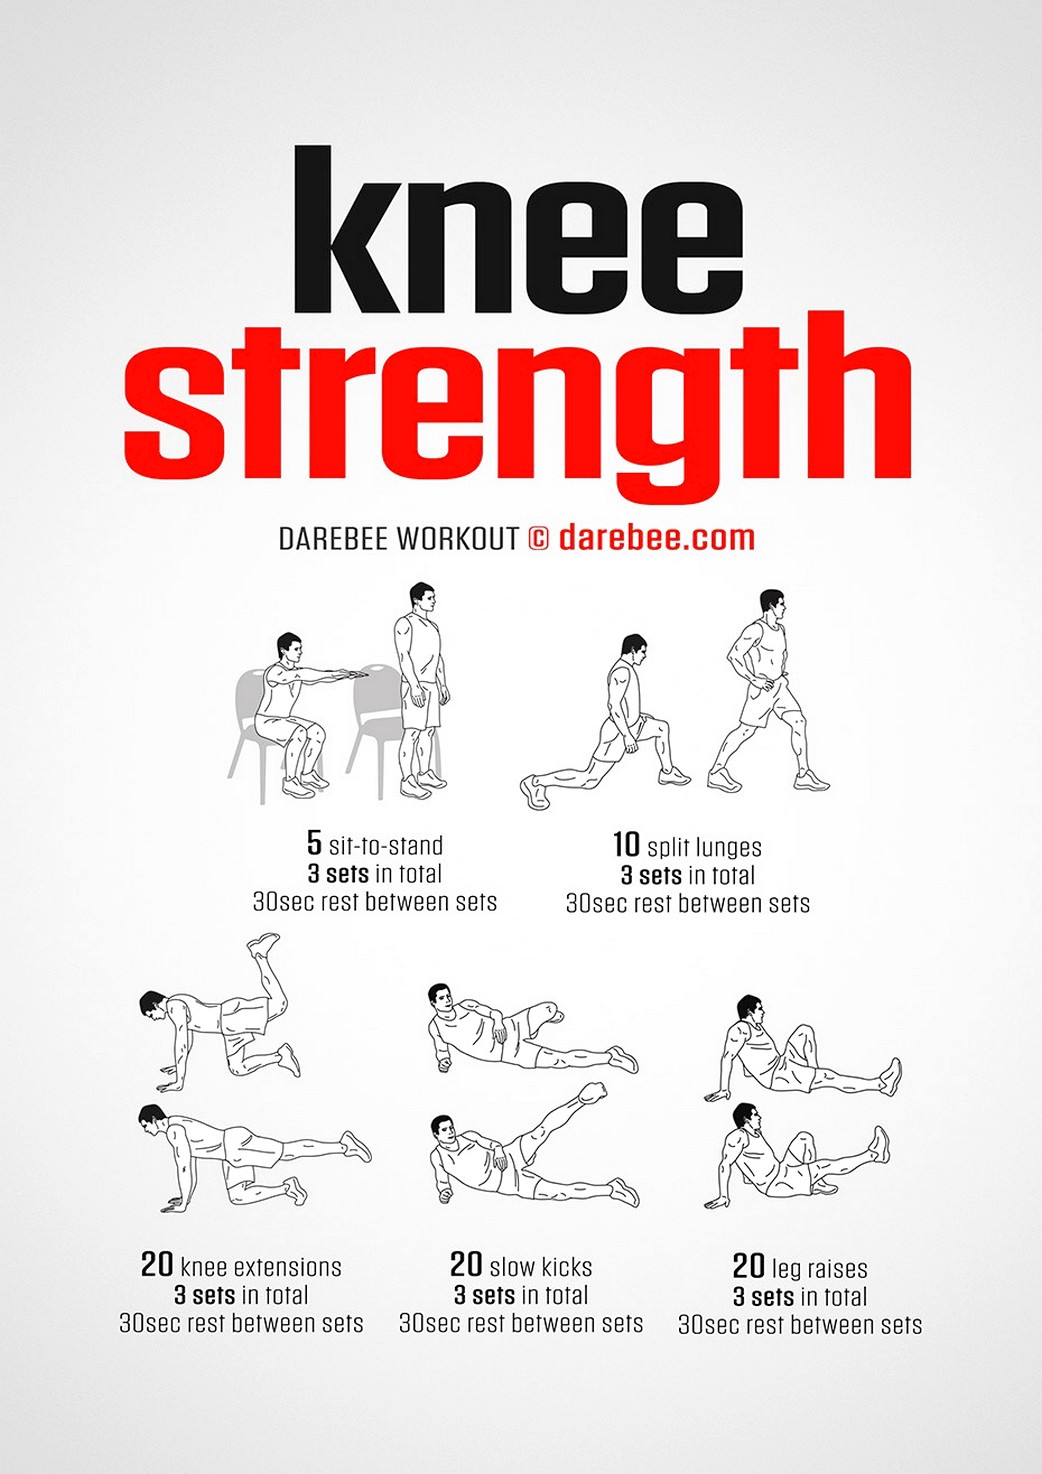 knee
strength
DAREBEE WORKOUT © darebee.com
5 sit-to-stand
3 sets in total
30sec rest between sets
10 split lunges
3 sets in total
30sec rest between sets
20 knee extensions
3 sets in total
30sec rest between sets
20 slow kicks
3 sets in total
30sec rest between sets
20 leg raises
3 sets in total
30sec rest between sets